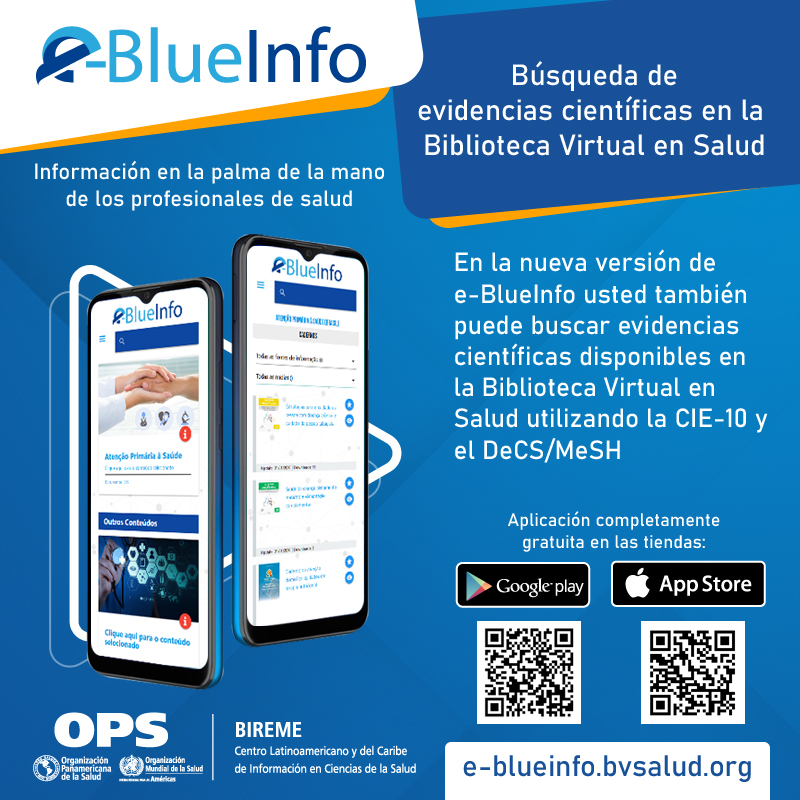 e-BlueInfo
Búsqueda de
evidencias científicas en la
Biblioteca Virtual en Salud
Información en la palma de la mano
de los profesionales de salud
En la nueva versión de
e-BlueInfo usted también
puede buscar evidencias
científicas disponibles en
la Biblioteca Virtual en
Salud utilizando la CIE-10 y
el DeCS/MeSH
e-BlueInfo
Atenção Primária à Saúde
Outros Conteúdos
Clique aqui para o conteúdo
selecionado
e-BlueInfo
CADERNOS
Aplicación completamente
gratuita en las tiendas:
Google play
App Store
OPS
Organización
Panamericana
de la Salud
Organización
Mundial de la Salud
Américas
BIREME
Centro Latinoamericano y del Caribe
de Información en Ciencias de la Salud
e-blueinfo.bvsalud.org